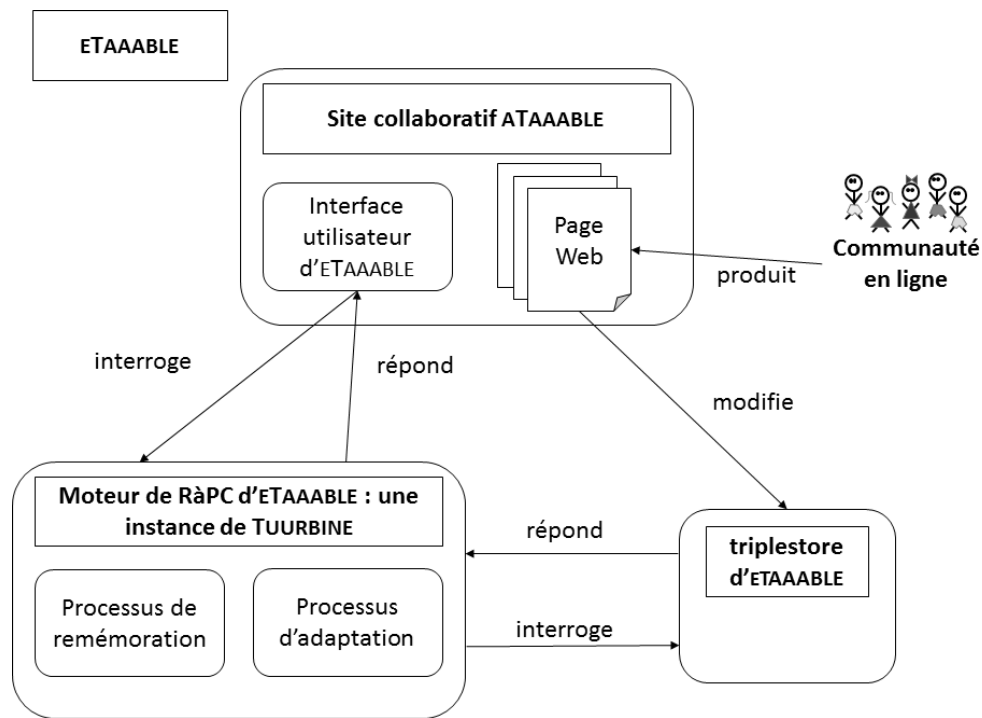 ETAAABLE
Site collaboratif ATAAABLE
Interface
utilisateur
d’ETAAABLE
Page
Web
Communauté
en ligne
produit
interroge
répond
modifie
Moteur de RàPC d’ETAAABLE : une
instance de TUURBINE
Processus de
remémoration
Processus
d’adaptation
répond
interroge
triplestore
d’ETAAABLE